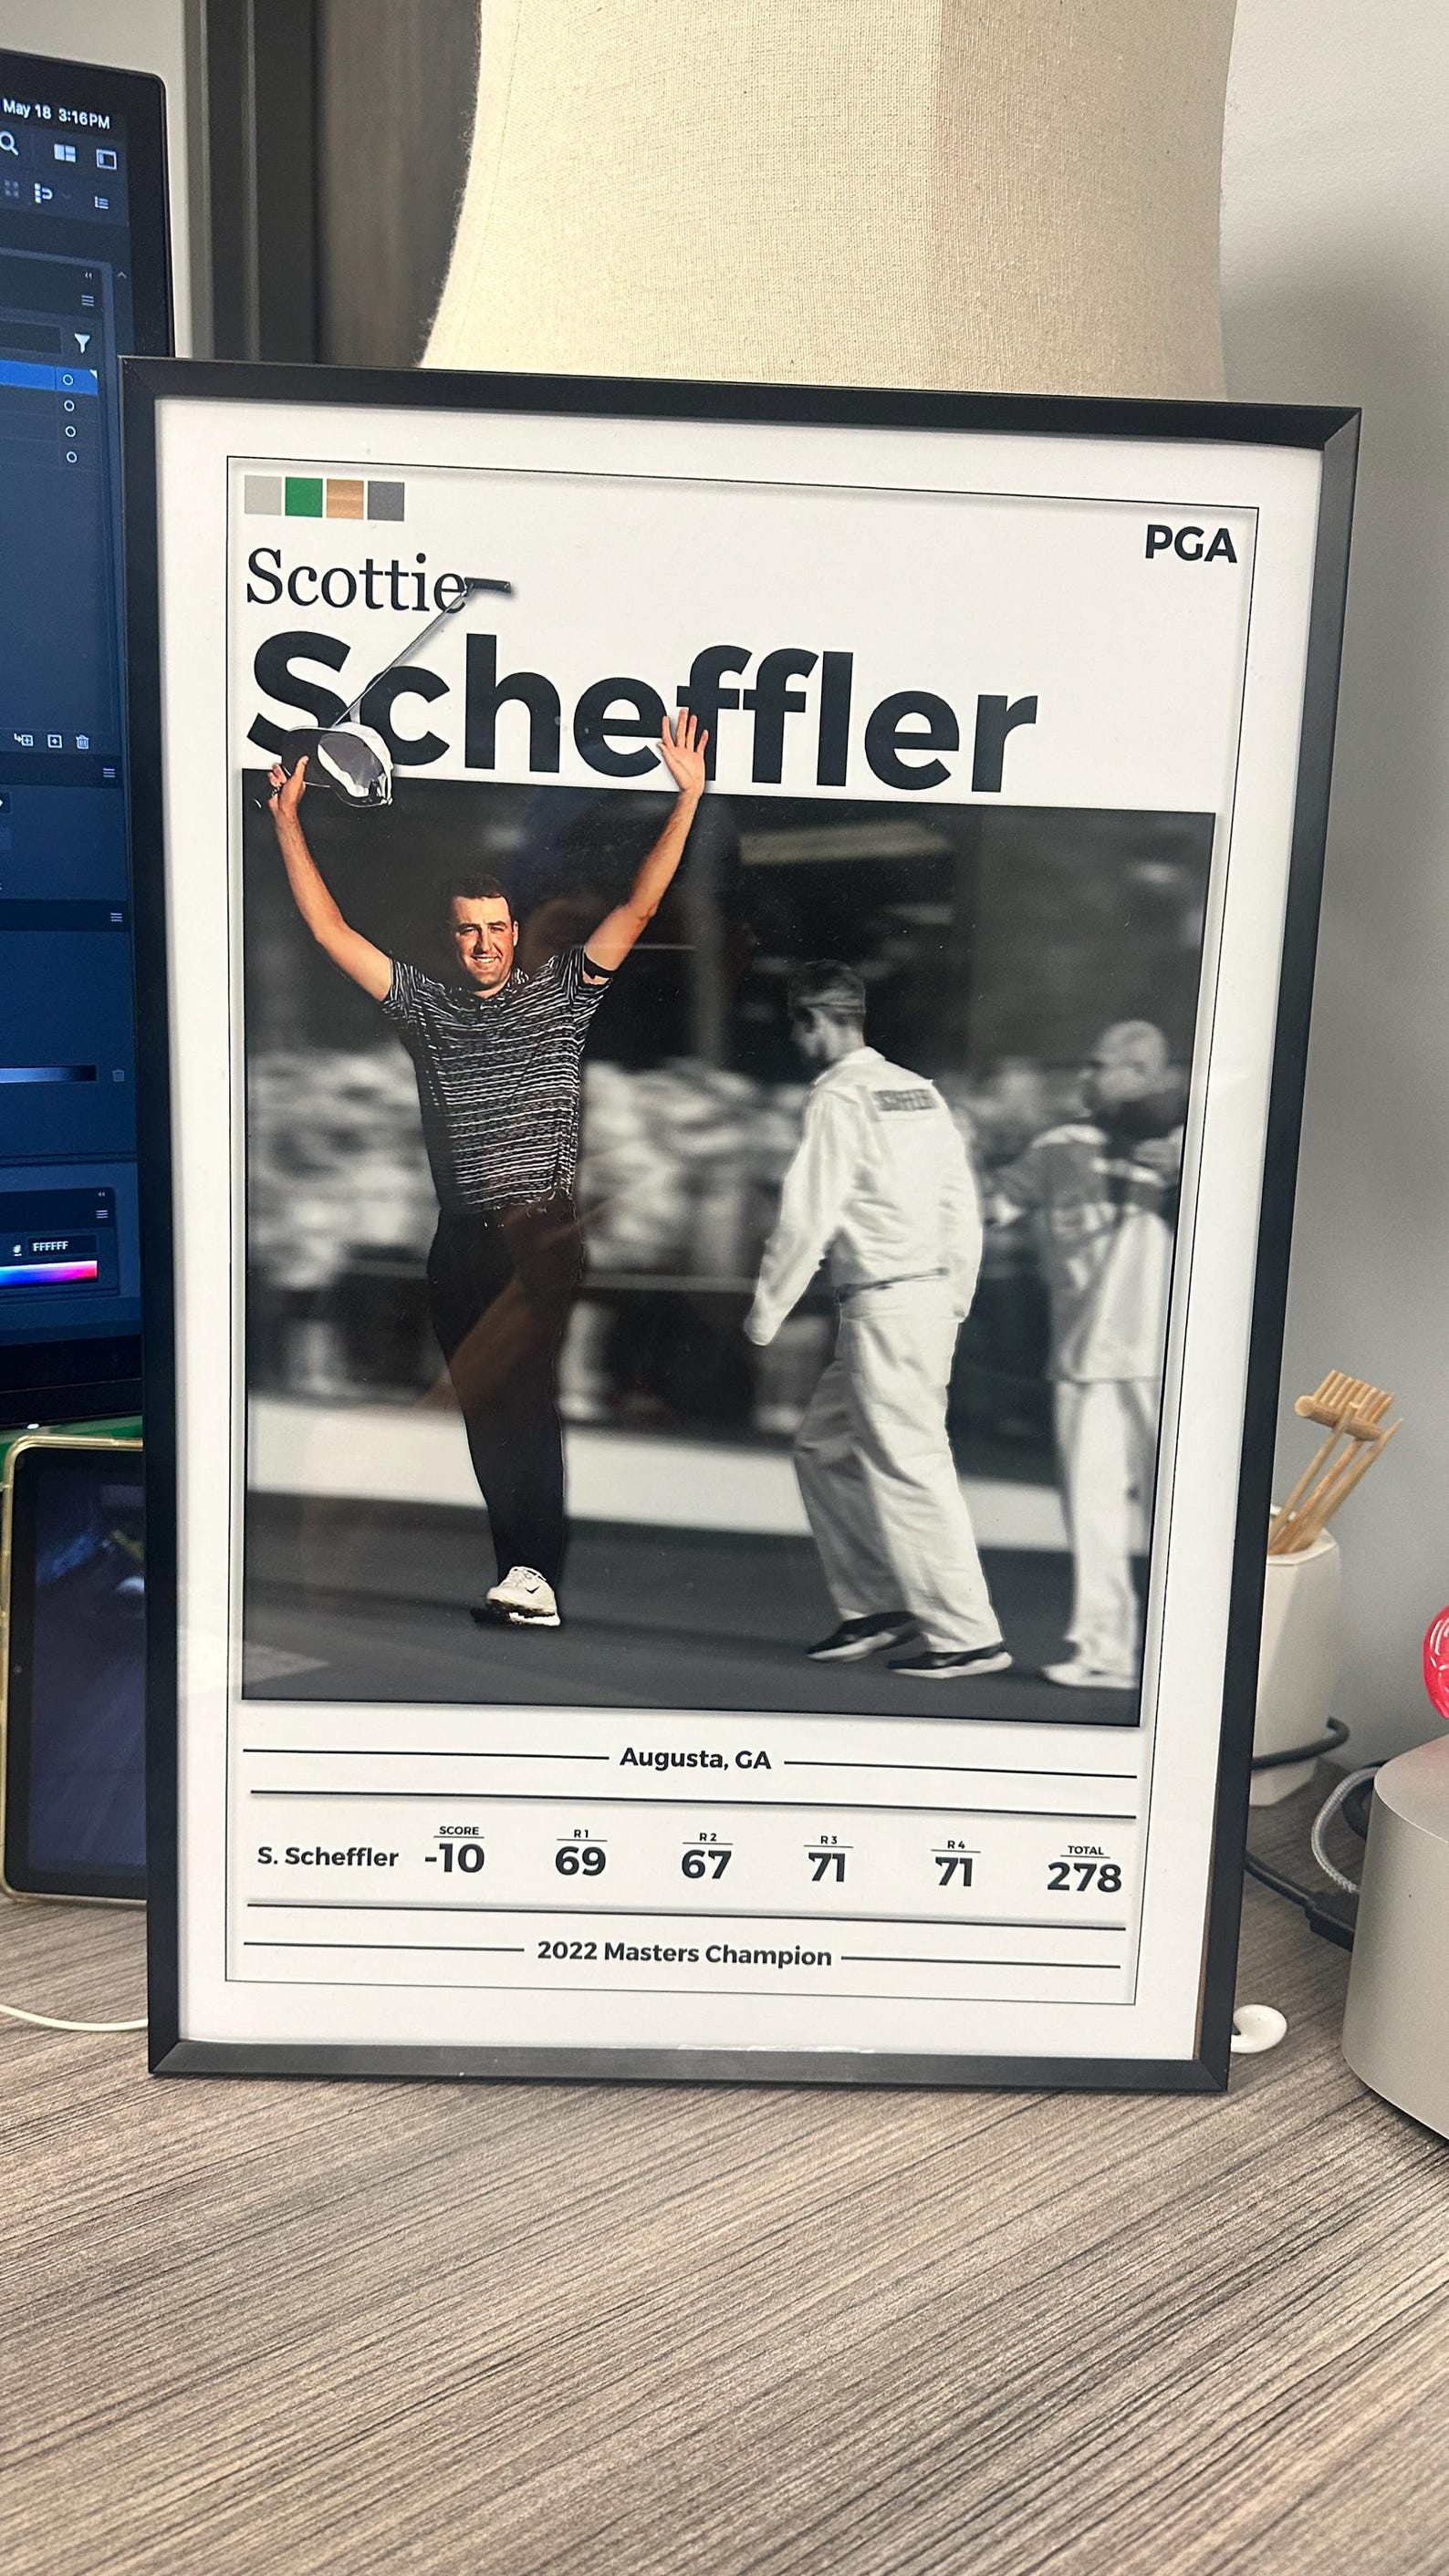 May 18 3:16PM
FFFFFF
PGA
Scottie
Scheffler
SCHEFFLER
Augusta, GA
S. Scheffler
SCORE
-10
R1
69
R2
67
R3
71
R4
71
TOTAL
278
2022 Masters Champion